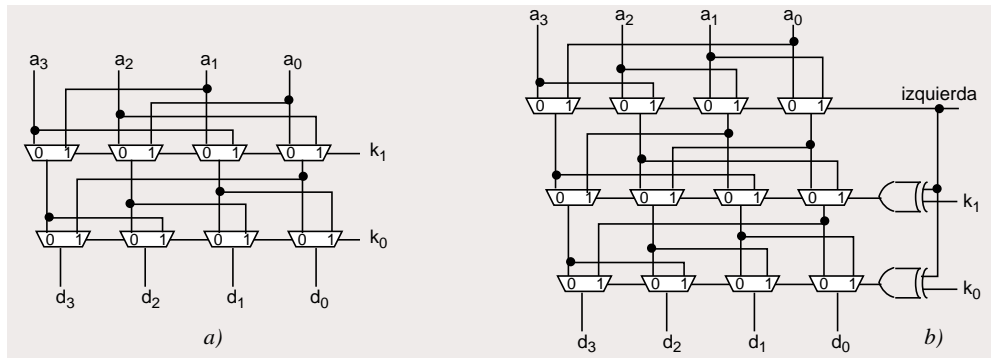 a3 a2 a1 a0
0 1 0 1 0 1 0 1 k1
0 1 0 1 0 1 0 1 k0
d3 d2 d1 d0
a)
a3 a2 a1 a0
izquierda
0 1 0 1 0 1 0 1
0 1 0 1 0 1 0 1 k1
0 1 0 1 0 1 0 1 k0
d3 d2 d1 d0
b)